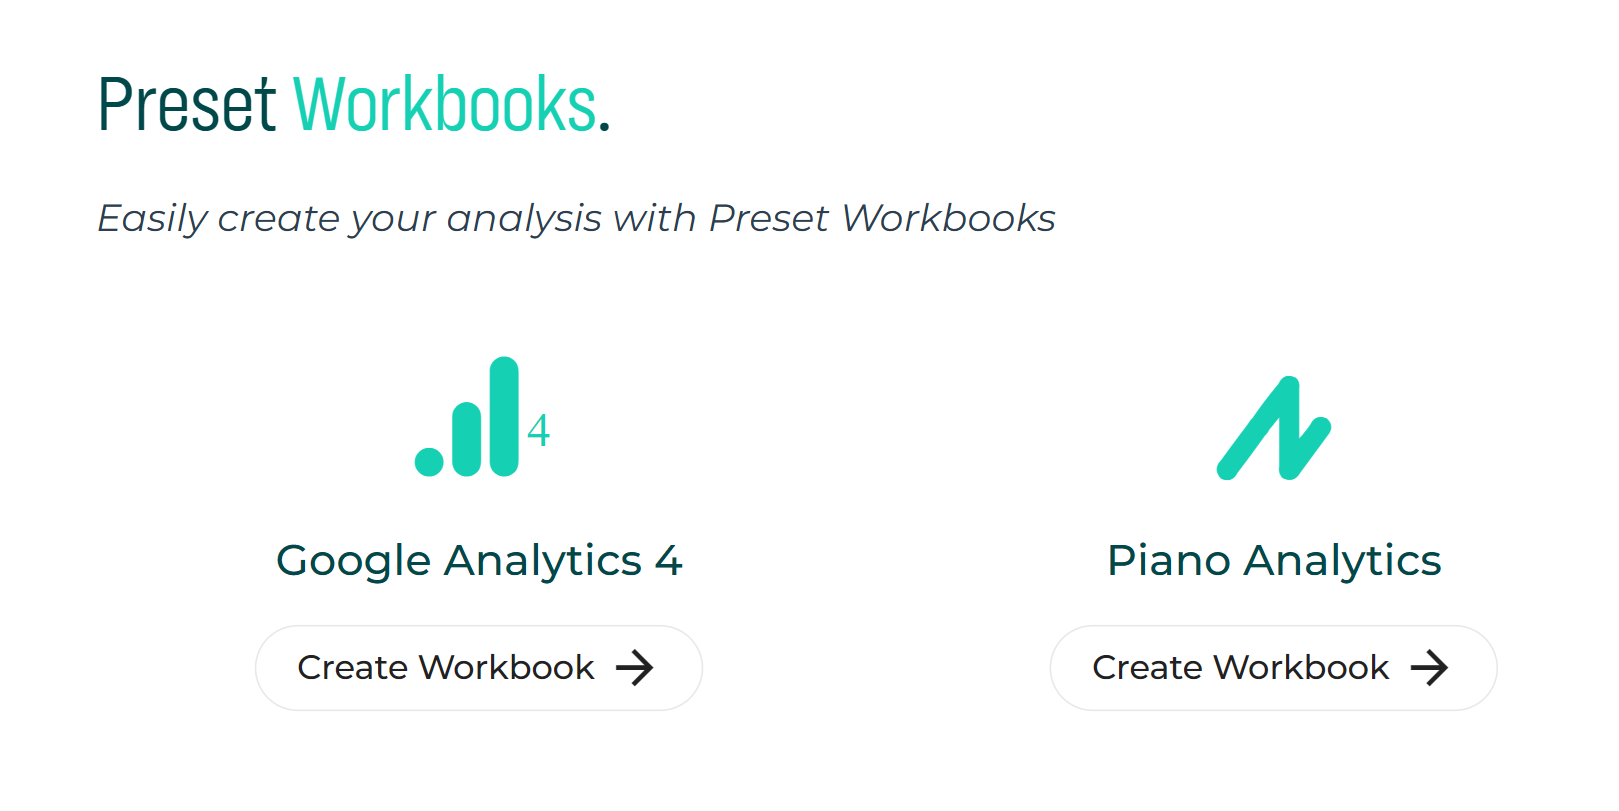 Preset Workbooks.
Easily create your analysis with Preset Workbooks
4
Google Analytics 4
Create Workbook
Piano Analytics
Create Workbook